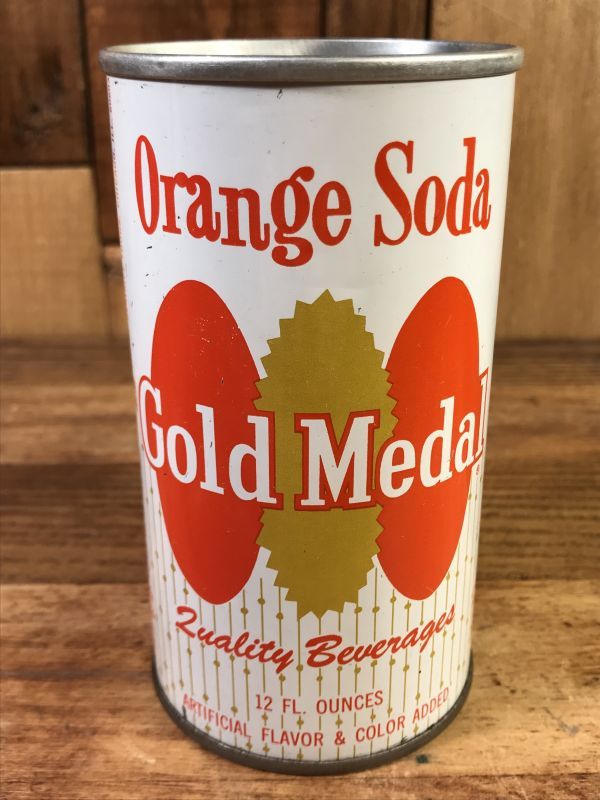 Orange Soda
Gold Medal
Quality Beverages
12 FL. OUNCES
ARTIFICIAL FLAVOR & COLOR ADDED